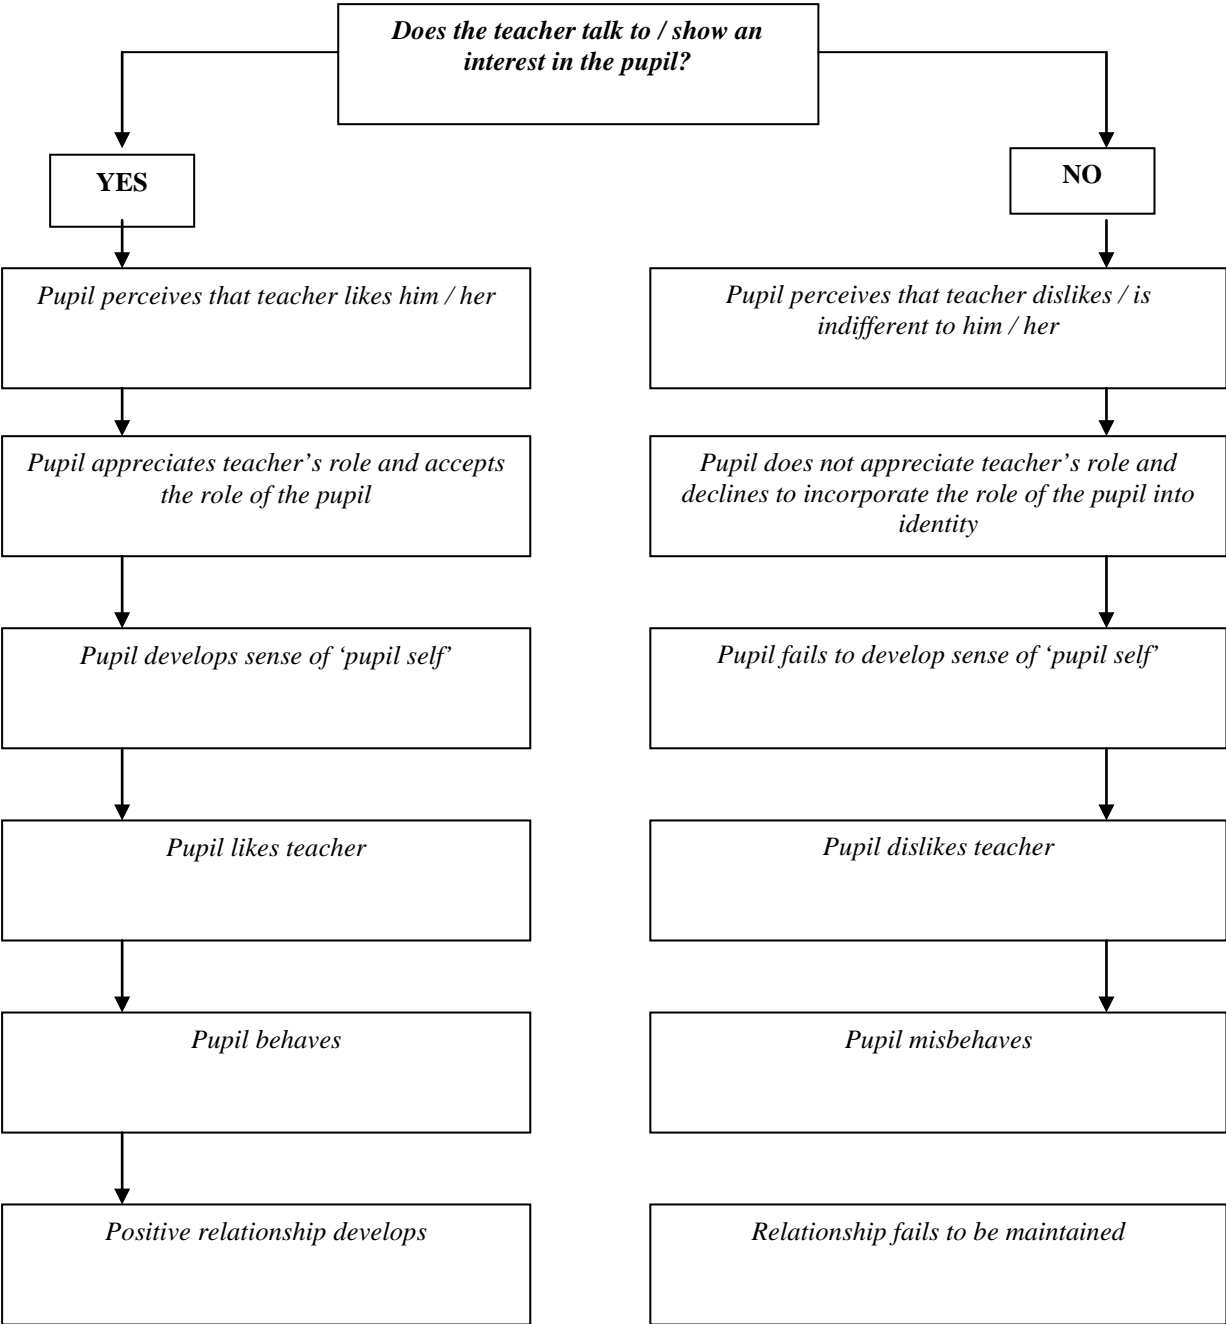 Does the teacher talk to / show an
interest in the pupil?
YES
NO
Pupil perceives that teacher likes him / her
Pupil perceives that teacher dislikes / is
indifferent to him / her
Pupil appreciates teacher’s role and accepts
the role of the pupil
Pupil does not appreciate teacher’s role and
declines to incorporate the role of the pupil into
identity
Pupil develops sense of ‘pupil self’
Pupil fails to develop sense of ‘pupil self’
Pupil likes teacher
Pupil dislikes teacher
Pupil behaves
Pupil misbehaves
Positive relationship develops
Relationship fails to be maintained